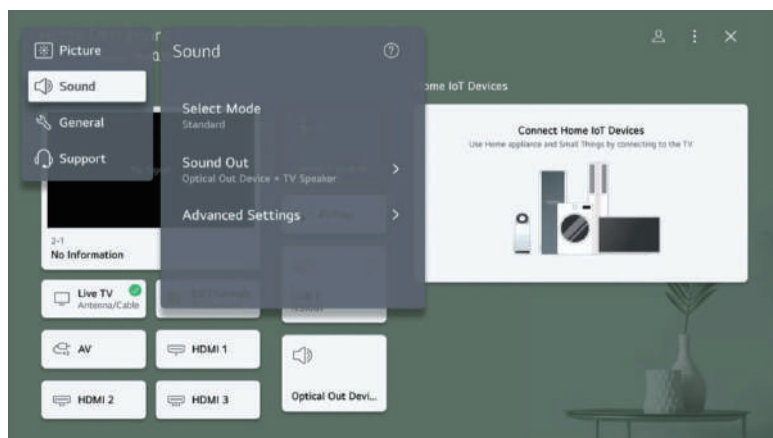 Picture
Sound
General
Support
Sound
Select Mode
Standard
Sound Out
Optical Out Device + TV Speaker
Advanced Settings
Home IoT Devices
Connect Home IoT Devices
Use Home appliance and Small Things by connecting to the TV
2-1
No Information
Live TV
Antenna/Cable
AV
HDMI 1
HDMI 2
HDMI 3
Optical Out Devi...